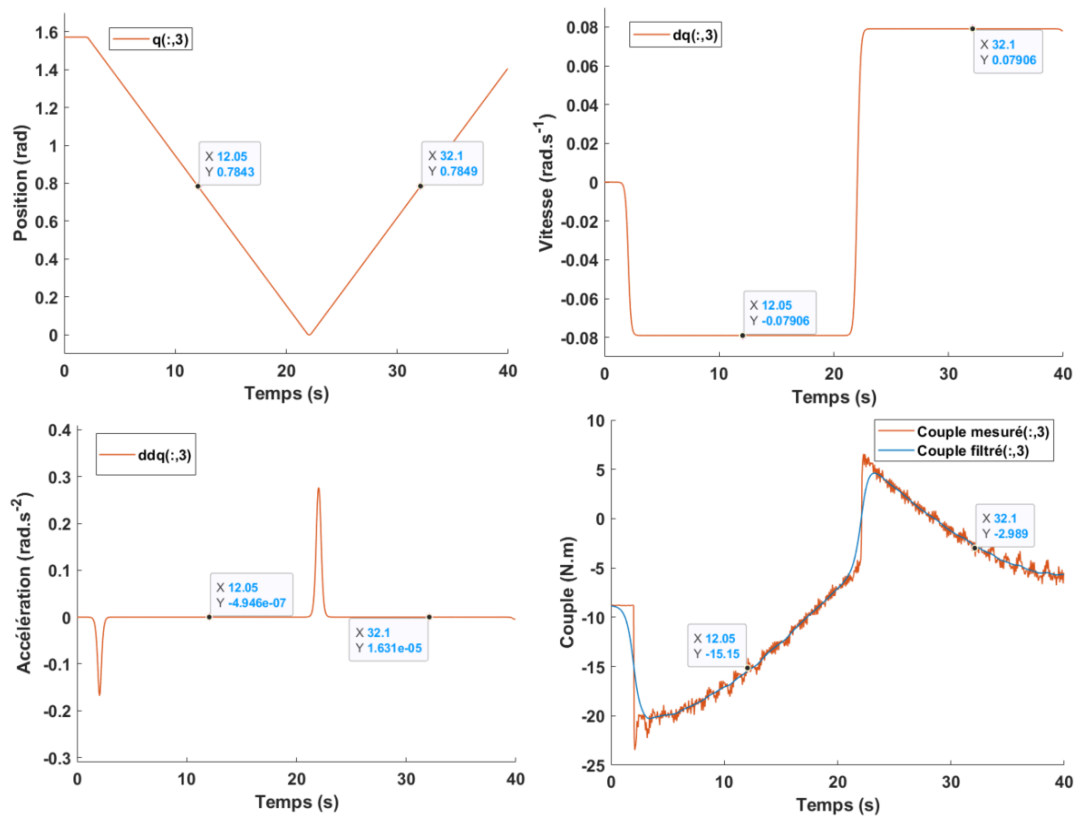 q(:,3)
Position (rad)
1.6
1.4
1.2
1
0.8
0.6
0.4
0.2
0
X 12.05
Y 0.7843
X 32.1
Y 0.7849
0 10 20 30 40
Temps (s)
dq(:,3)
Vitesse (rad.s-1)
0.08
0.06
0.04
0.02
0
-0.02
-0.04
-0.06
-0.08
X 32.1
Y 0.07906
X 12.05
Y -0.07906
0 10 20 30 40
Temps (s)
ddq(:,3)
Accélération (rad.s-2)
0.4
0.3
0.2
0.1
0
-0.1
-0.2
-0.3
X 12.05
Y -4.946e-07
X 32.1
Y 1.631e-05
0 10 20 30 40
Temps (s)
Couple mesuré(:,3)
Couple filtré(:,3)
Couple (N.m)
10
5
0
-5
-10
-15
-20
-25
X 32.1
Y -2.989
X 12.05
Y -15.15
0 10 20 30 40
Temps (s)